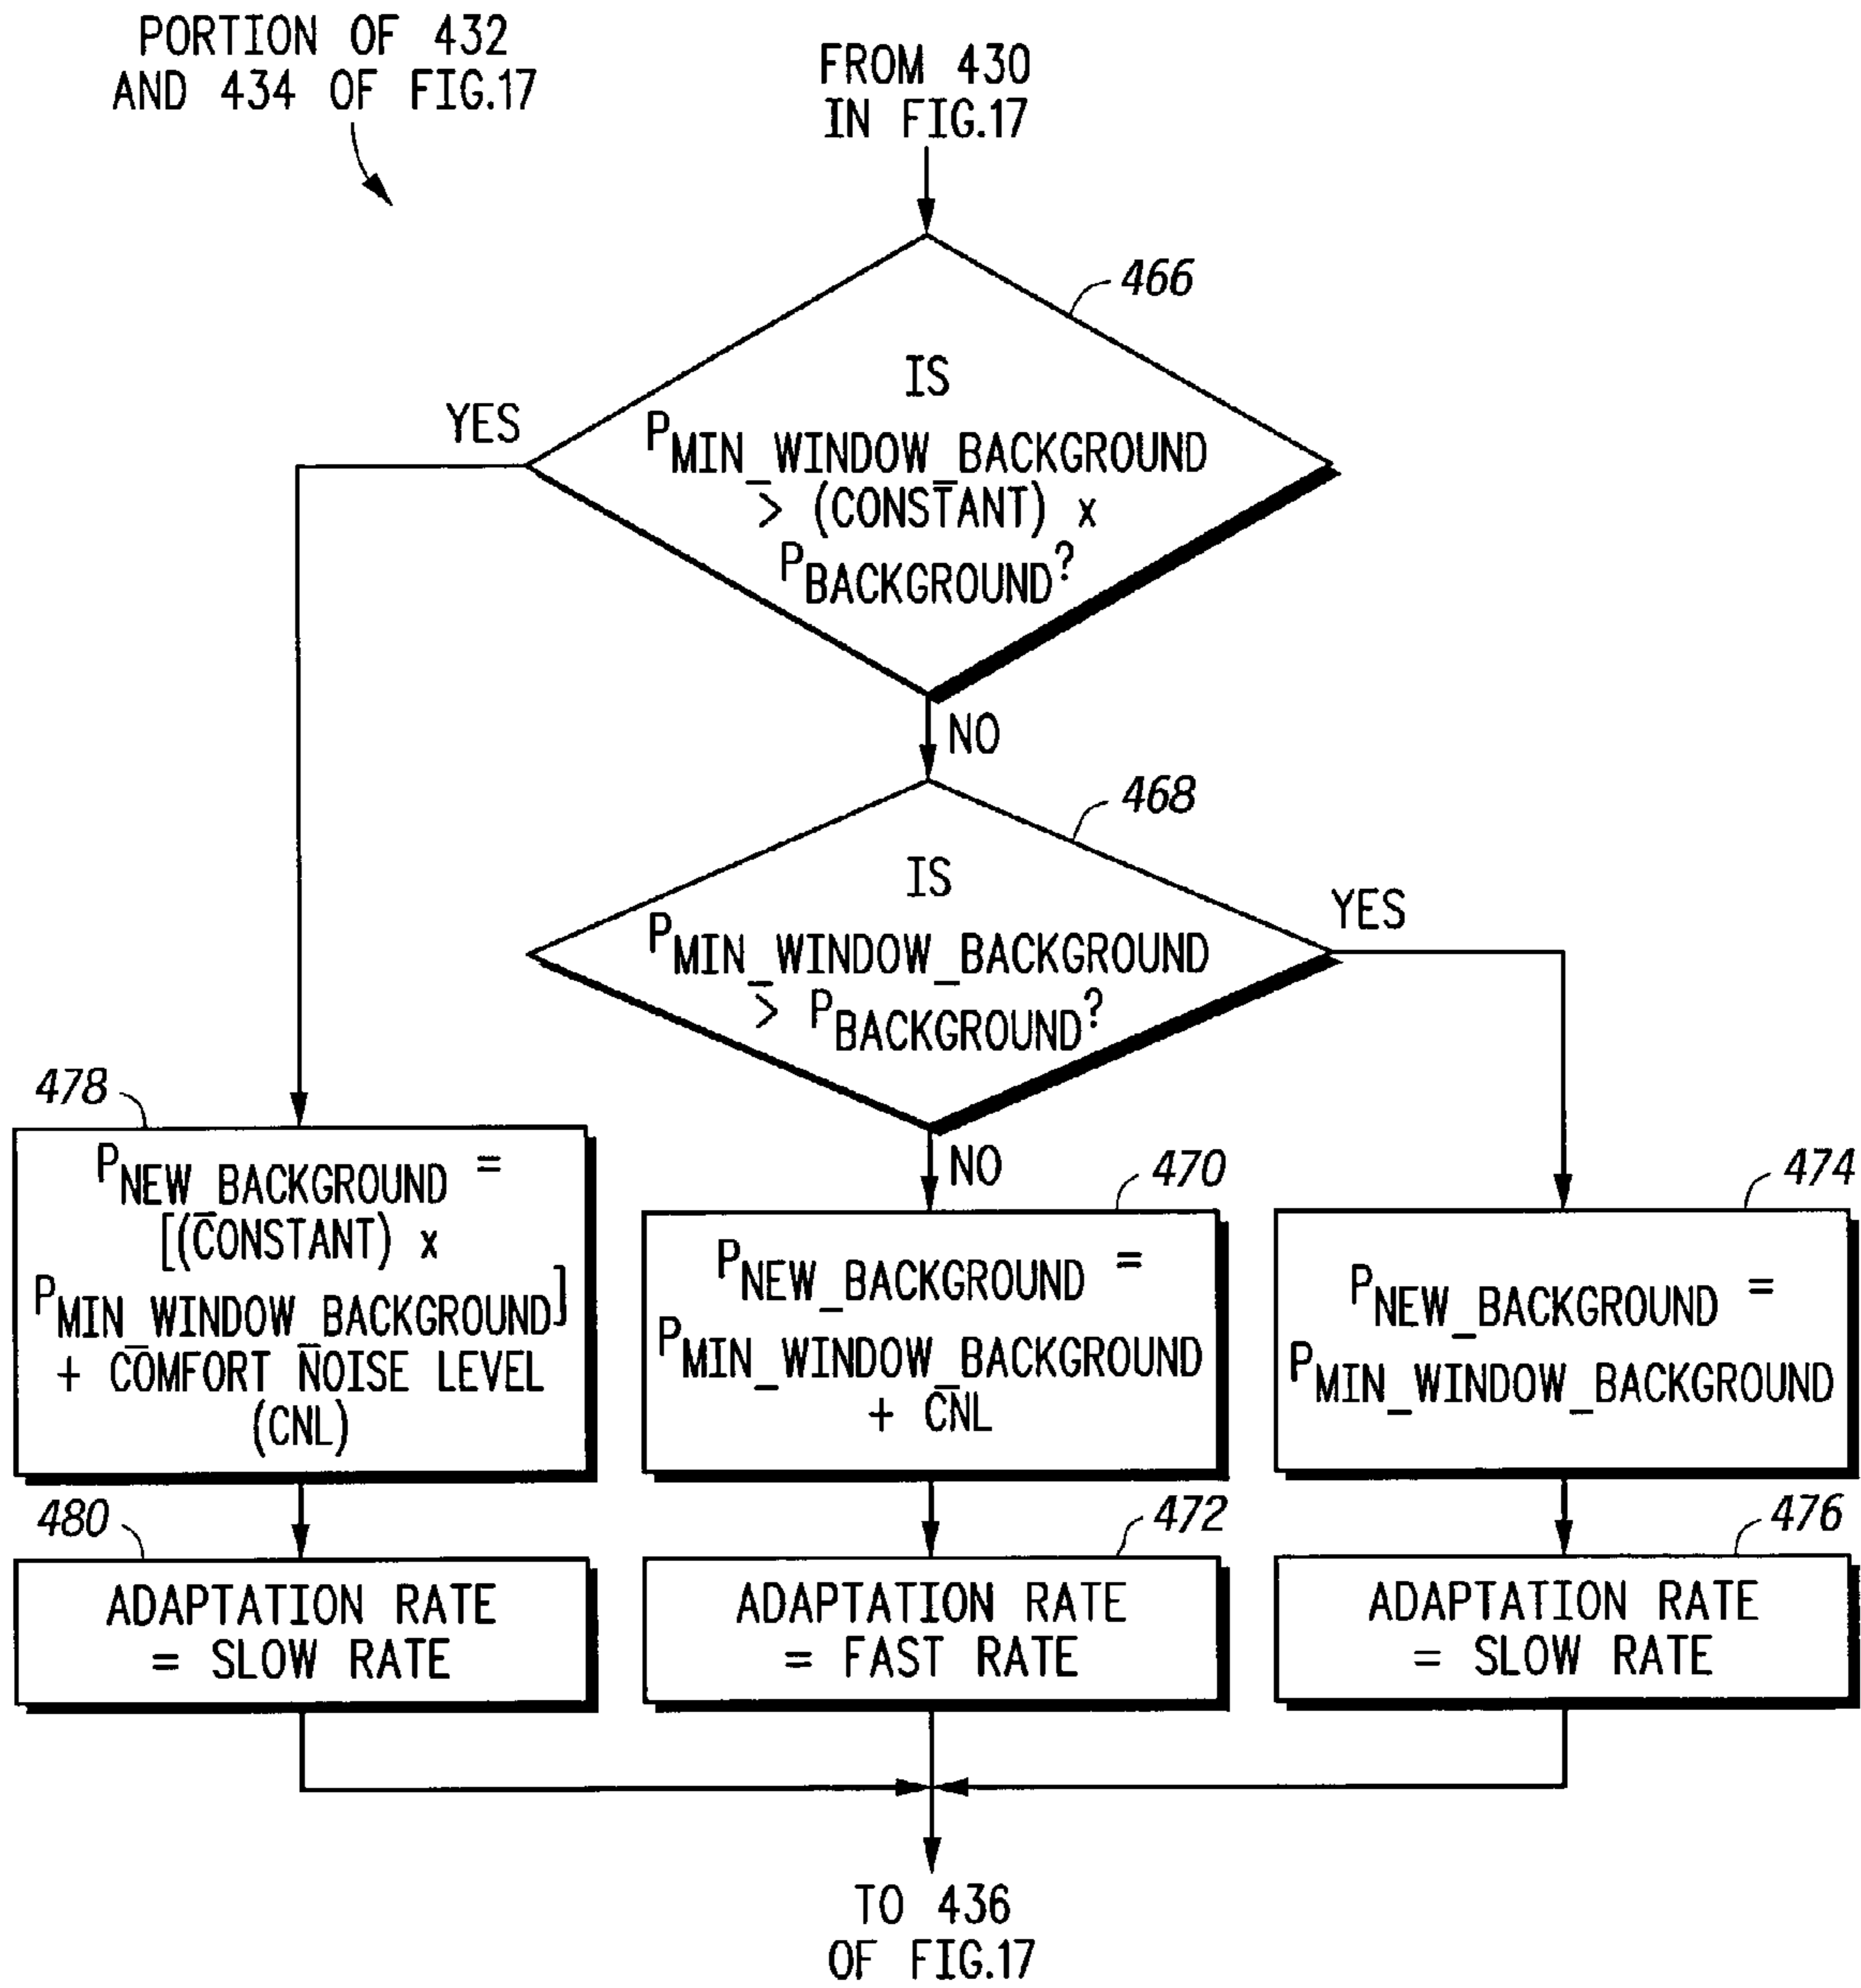 PORTION OF 432
AND 434 OF FIG.17
FROM 430
IN FIG.17
466
IS
PMIN_WINDOW_BACKGROUND
> (CONSTANT) x
PBACKGROUND?
YES
NO
468
IS
PMIN_WINDOW_BACKGROUND
> PBACKGROUND?
YES
NO
478
PNEW_BACKGROUND =
[(CONSTANT) x
PMIN_WINDOW_BACKGROUND]
+ COMFORT NOISE LEVEL
(CNL)
470
PNEW_BACKGROUND =
PMIN_WINDOW_BACKGROUND
+ CNL
474
PNEW_BACKGROUND =
PMIN_WINDOW_BACKGROUND
480
ADAPTATION RATE
= SLOW RATE
472
ADAPTATION RATE
= FAST RATE
476
ADAPTATION RATE
= SLOW RATE
TO 436
OF FIG.17